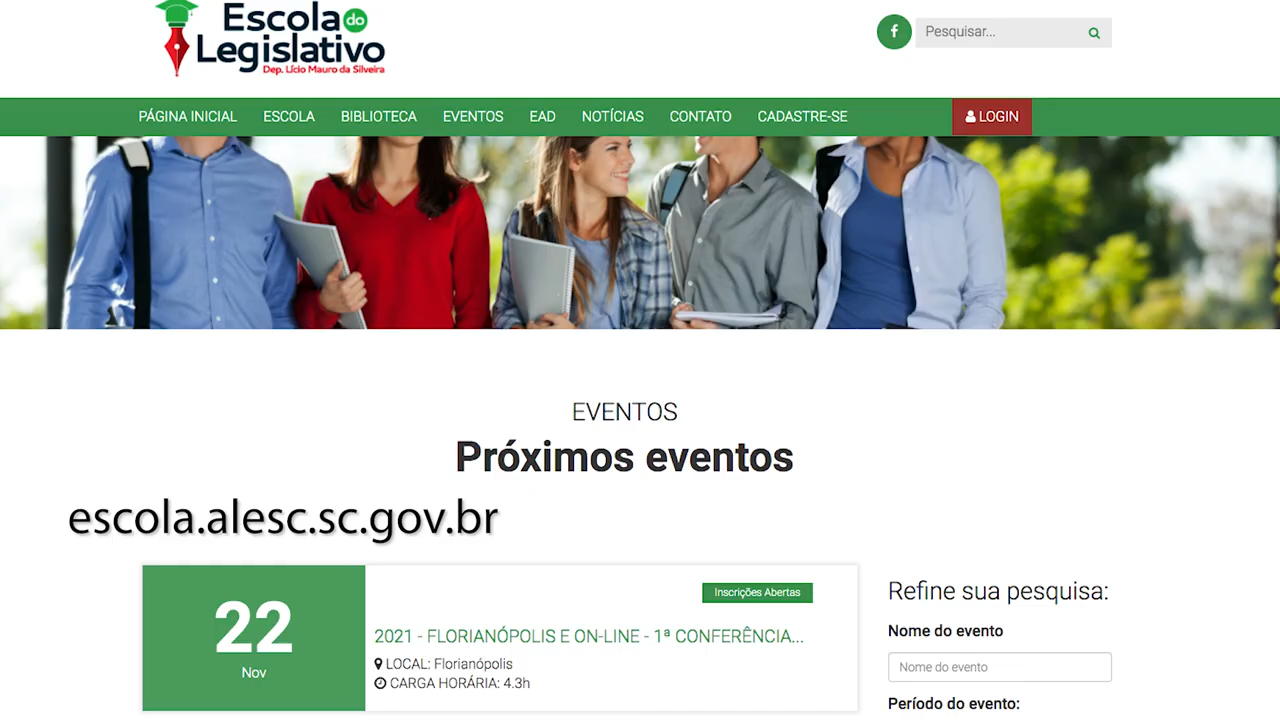 Escola do
Legislativo
Dep. Lício Mauro da Silveira
f
Pesquisar...
PÁGINA INICIAL ESCOLA BIBLIOTECA EVENTOS EAD NOTÍCIAS CONTATO CADASTRE-SE LOGIN
EVENTOS
Próximos eventos
escola.alesc.sc.gov.br
22
Nov
Inscrições Abertas
2021 - FLORIANÓPOLIS E ON-LINE - 1ª CONFERÊNCIA...
LOCAL: Florianópolis
CARGA HORÁRIA: 4.3h
Refine sua pesquisa:
Nome do evento
Nome do evento
Período do evento: